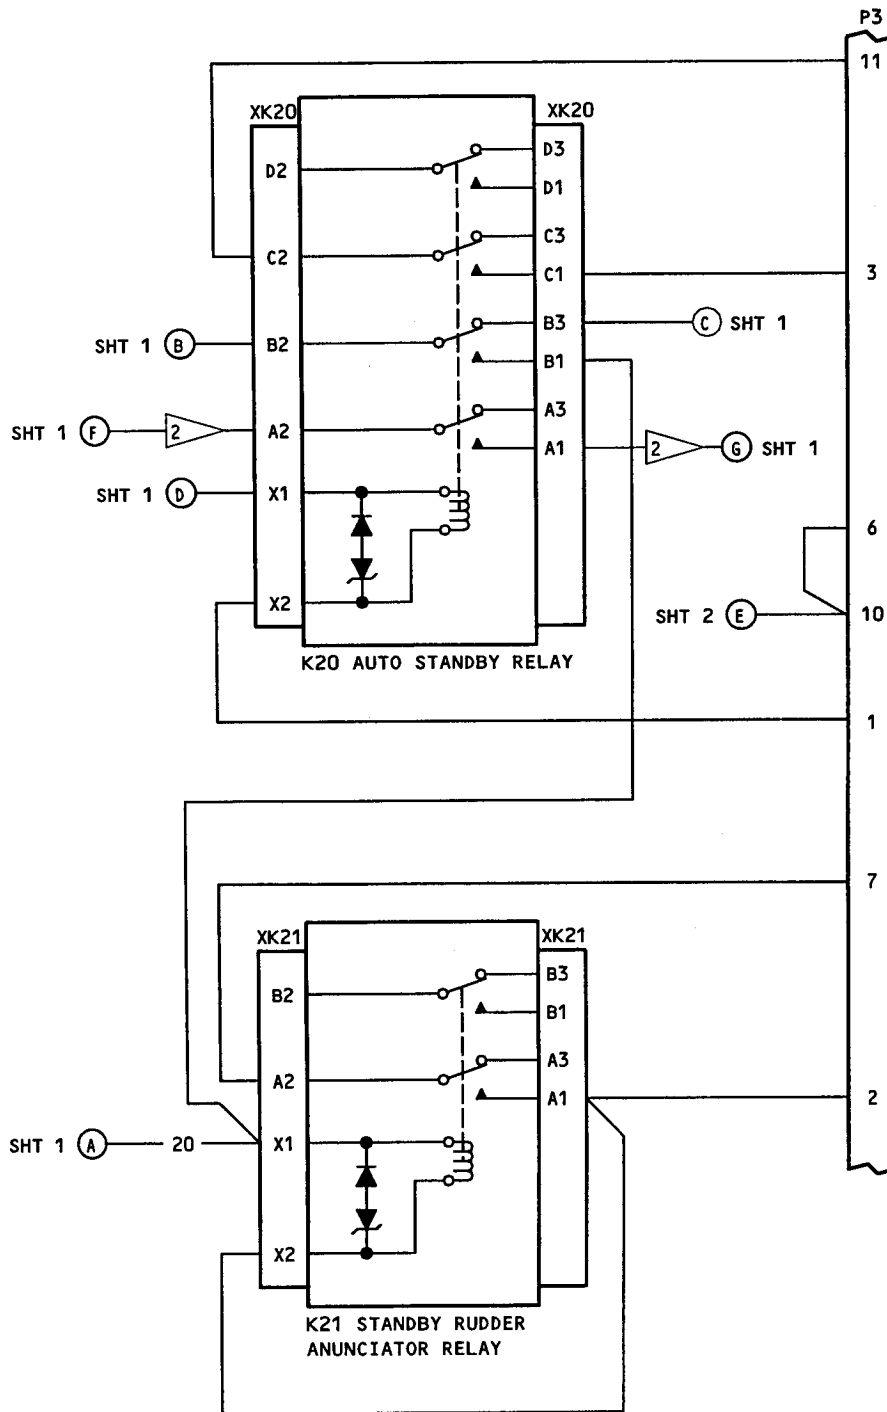 P3
11
XK20 XK20
D2 D3
D1
C2 C3
C1 3
SHT 1 B B2 B3 C SHT 1
B1
SHT 1 F 2 A2 A3
A1 2 G SHT 1
SHT 1 D X1
6
X2 SHT 2 E 10
K20 AUTO STANDBY RELAY
1
7
XK21 XK21
B2 B3
B1
A2 A3
A1 2
SHT 1 A 20 X1
X2
K21 STANDBY RUDDER
ANUNCIATOR RELAY